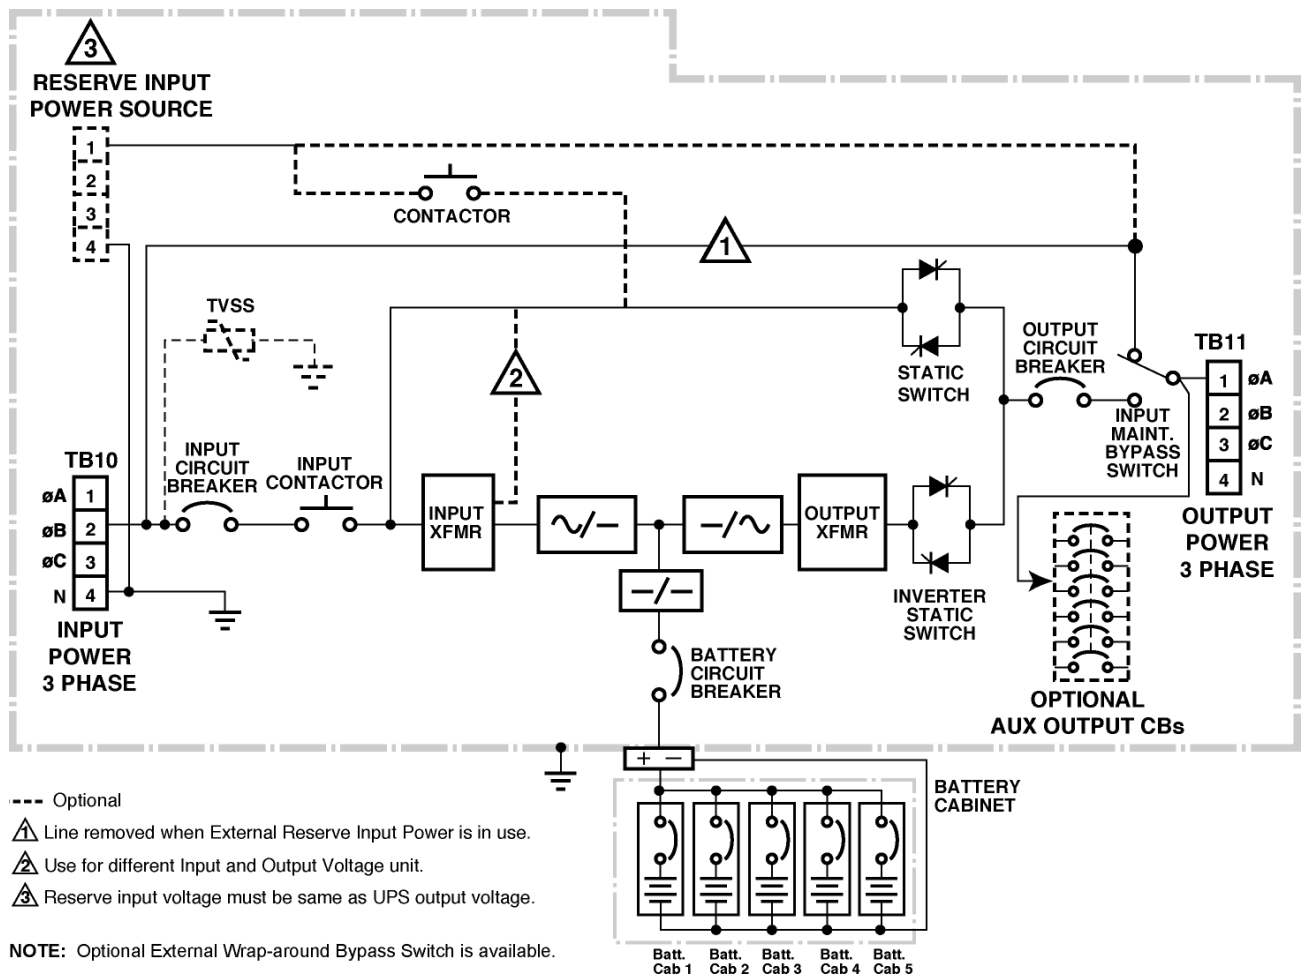 3
RESERVE INPUT
POWER SOURCE
1
2
3
4
CONTACTOR
1
TVSS
2
STATIC
SWITCH
OUTPUT
CIRCUIT
BREAKER
TB11
1 øA
2 øB
3 øC
4 N
OUTPUT
POWER
3 PHASE
INPUT
MAINT.
BYPASS
SWITCH
TB10
øA 1
øB 2
øC 3
N 4
INPUT
POWER
3 PHASE
INPUT
CIRCUIT
BREAKER
INPUT
CONTACTOR
INPUT
XFMR
OUTPUT
XFMR
INVERTER
STATIC
SWITCH
BATTERY
CIRCUIT
BREAKER
OPTIONAL
AUX OUTPUT CBs
+ −
BATTERY
CABINET
Batt.
Cab 1
Batt.
Cab 2
Batt.
Cab 3
Batt.
Cab 4
Batt.
Cab 5
Optional
1 Line removed when External Reserve Input Power is in use.
2 Use for different Input and Output Voltage unit.
3 Reserve input voltage must be same as UPS output voltage.
NOTE: Optional External Wrap-around Bypass Switch is available.